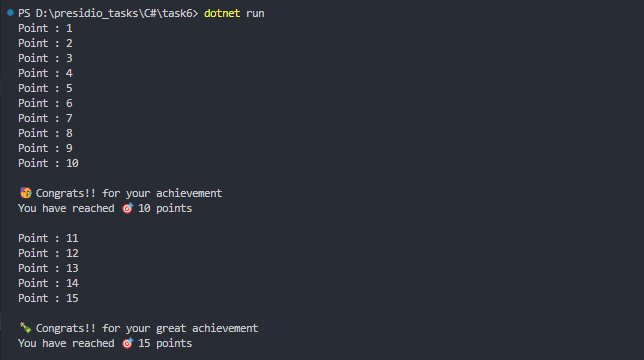 PS D:\presidio_tasks\C#\task6> dotnet run
Point : 1
Point : 2
Point : 3
Point : 4
Point : 5
Point : 6
Point : 7
Point : 8
Point : 9
Point : 10
🥳 Congrats!! for your achievement
You have reached 🎯 10 points
Point : 11
Point : 12
Point : 13
Point : 14
Point : 15
🍾 Congrats!! for your great achievement
You have reached 🎯 15 points